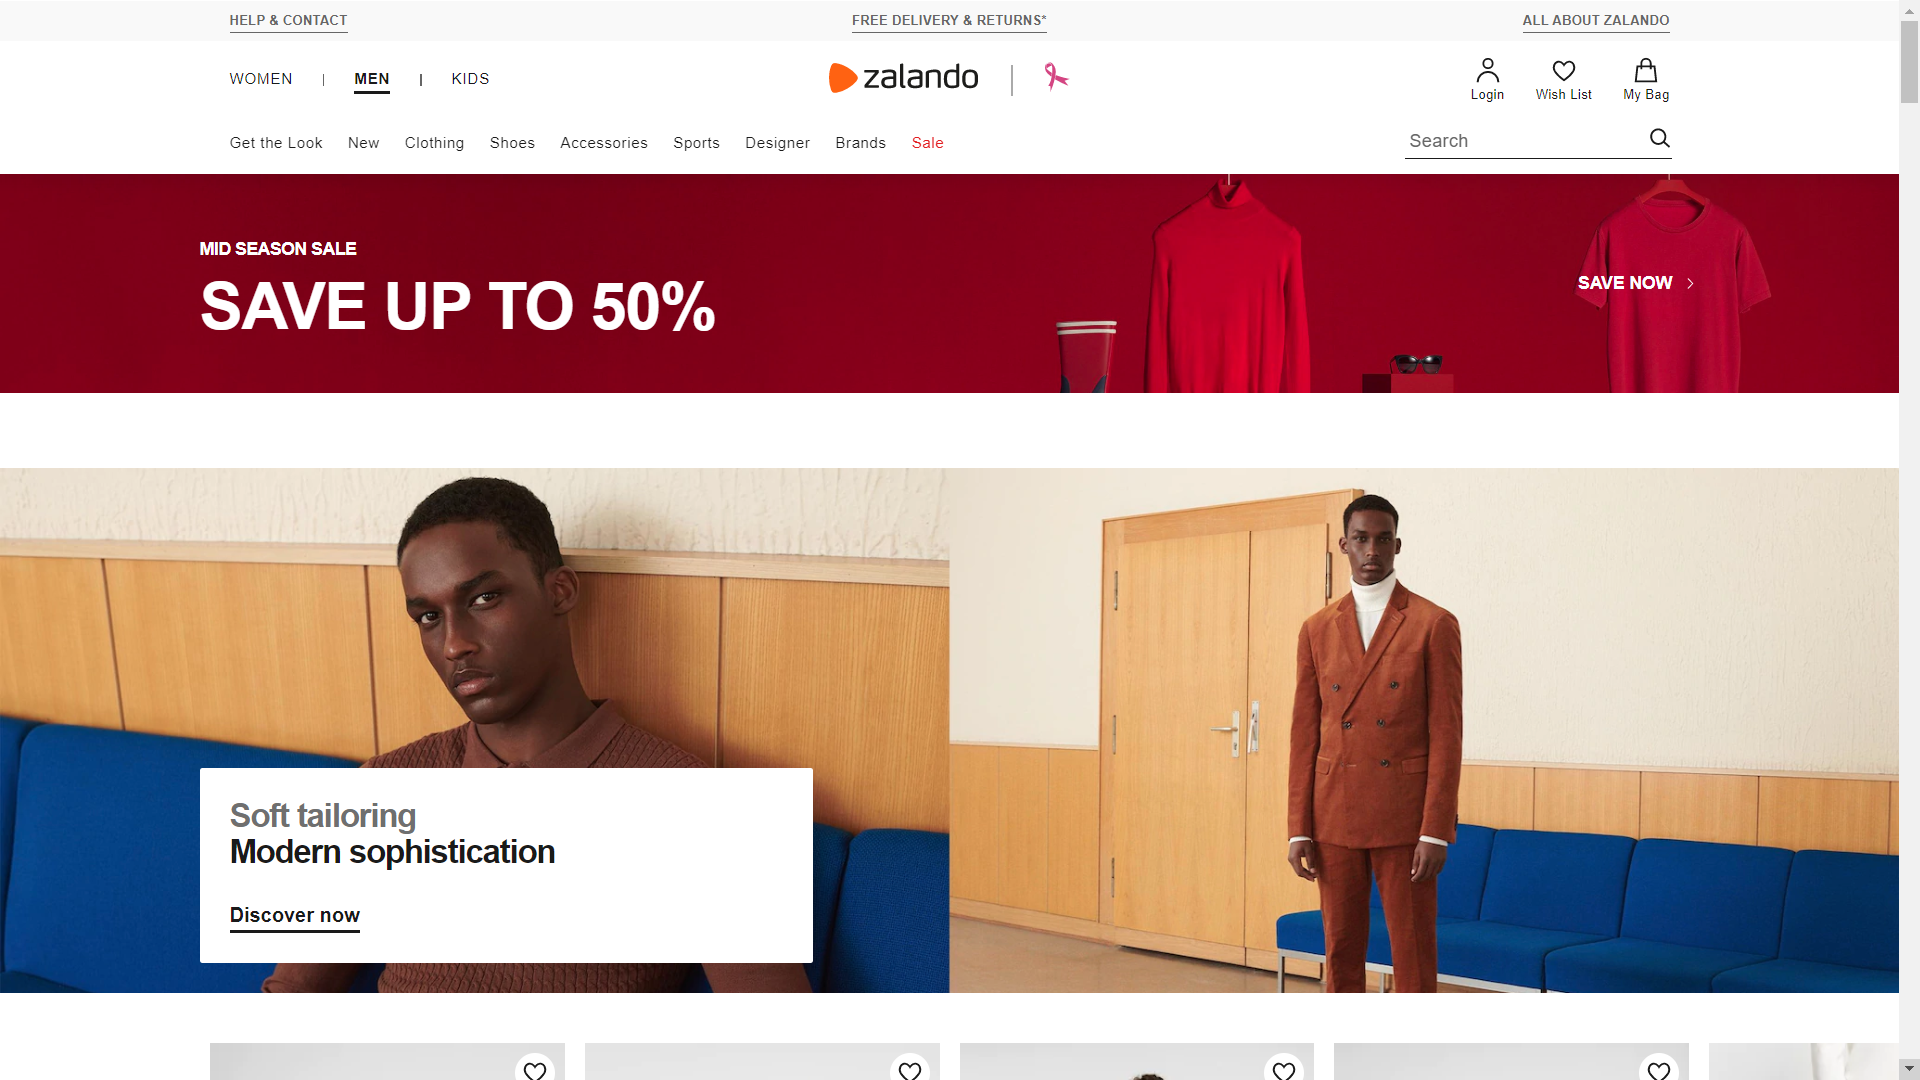 HELP & CONTACT
FREE DELIVERY & RETURNS*
ALL ABOUT ZALANDO
WOMEN | MEN | KIDS
zalando
Login
Wish List
My Bag
Get the Look New Clothing Shoes Accessories Sports Designer Brands Sale
Search
MID SEASON SALE
SAVE UP TO 50%
SAVE NOW
Soft tailoring
Modern sophistication
Discover now